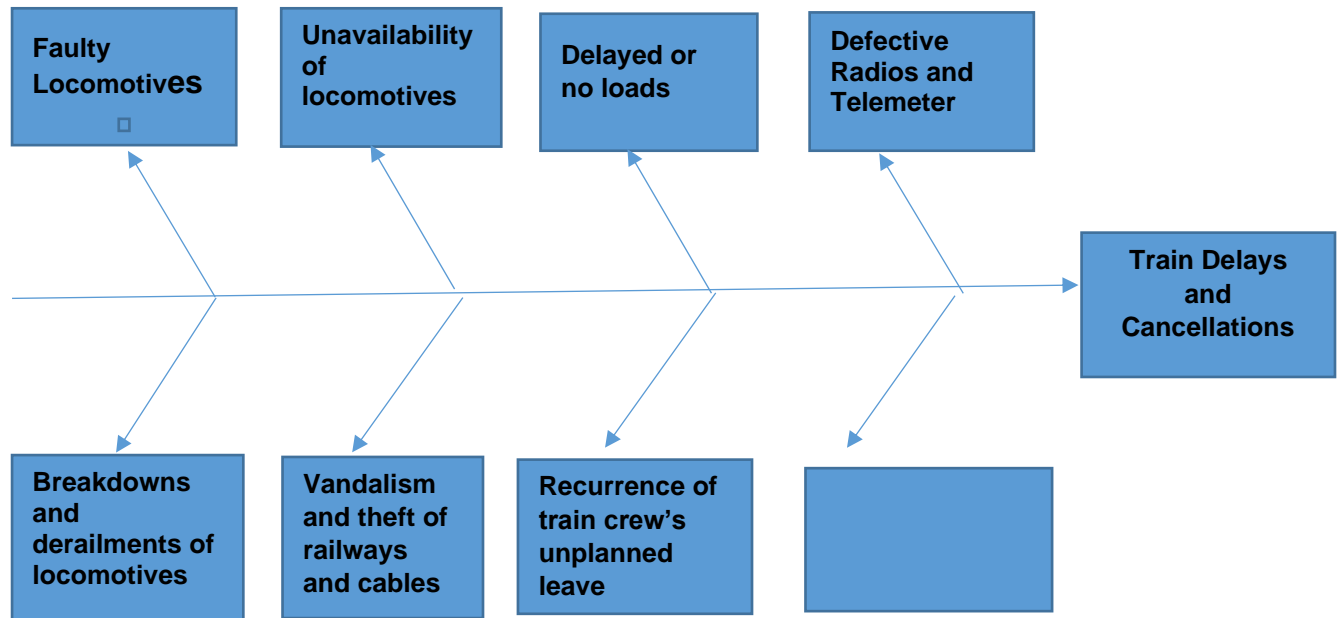 Faulty
Locomotives
Unavailability
of
locomotives
Delayed or
no loads
Defective
Radios and
Telemeter
Train Delays
and
Cancellations
Breakdowns
and
derailments of
locomotives
Vandalism
and theft of
railways
and cables
Recurrence of
train crew’s
unplanned
leave